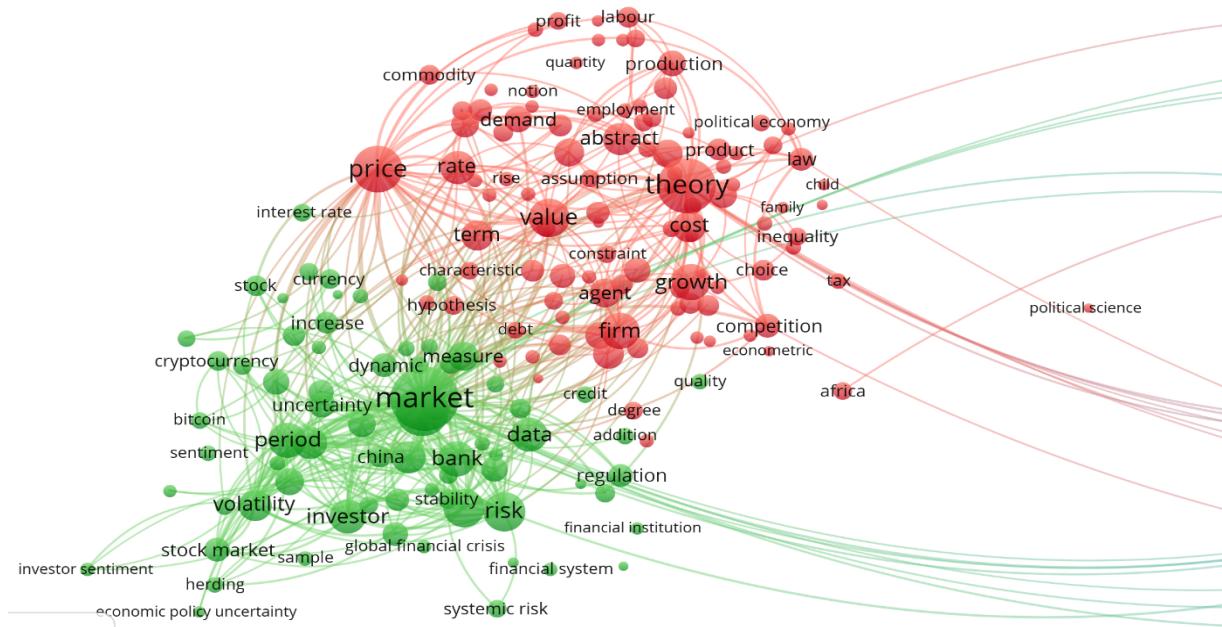 profit
labour
quantity
production
commodity
notion
employment
demand
political economy
abstract
product
law
price
rate
rise
assumption
theory
child
interest rate
value
family
term
cost
inequality
constraint
characteristic
choice
stock
currency
growth
tax
agent
hypothesis
political science
increase
debt
firm
competition
econometric
cryptocurrency
dynamic
measure
quality
africa
market
credit
uncertainty
degree
bitcoin
period
data
addition
sentiment
china
bank
regulation
volatility
stability
investor
risk
financial institution
stock market
sample
global financial crisis
investor sentiment
financial system
herding
economic policy uncertainty
systemic risk